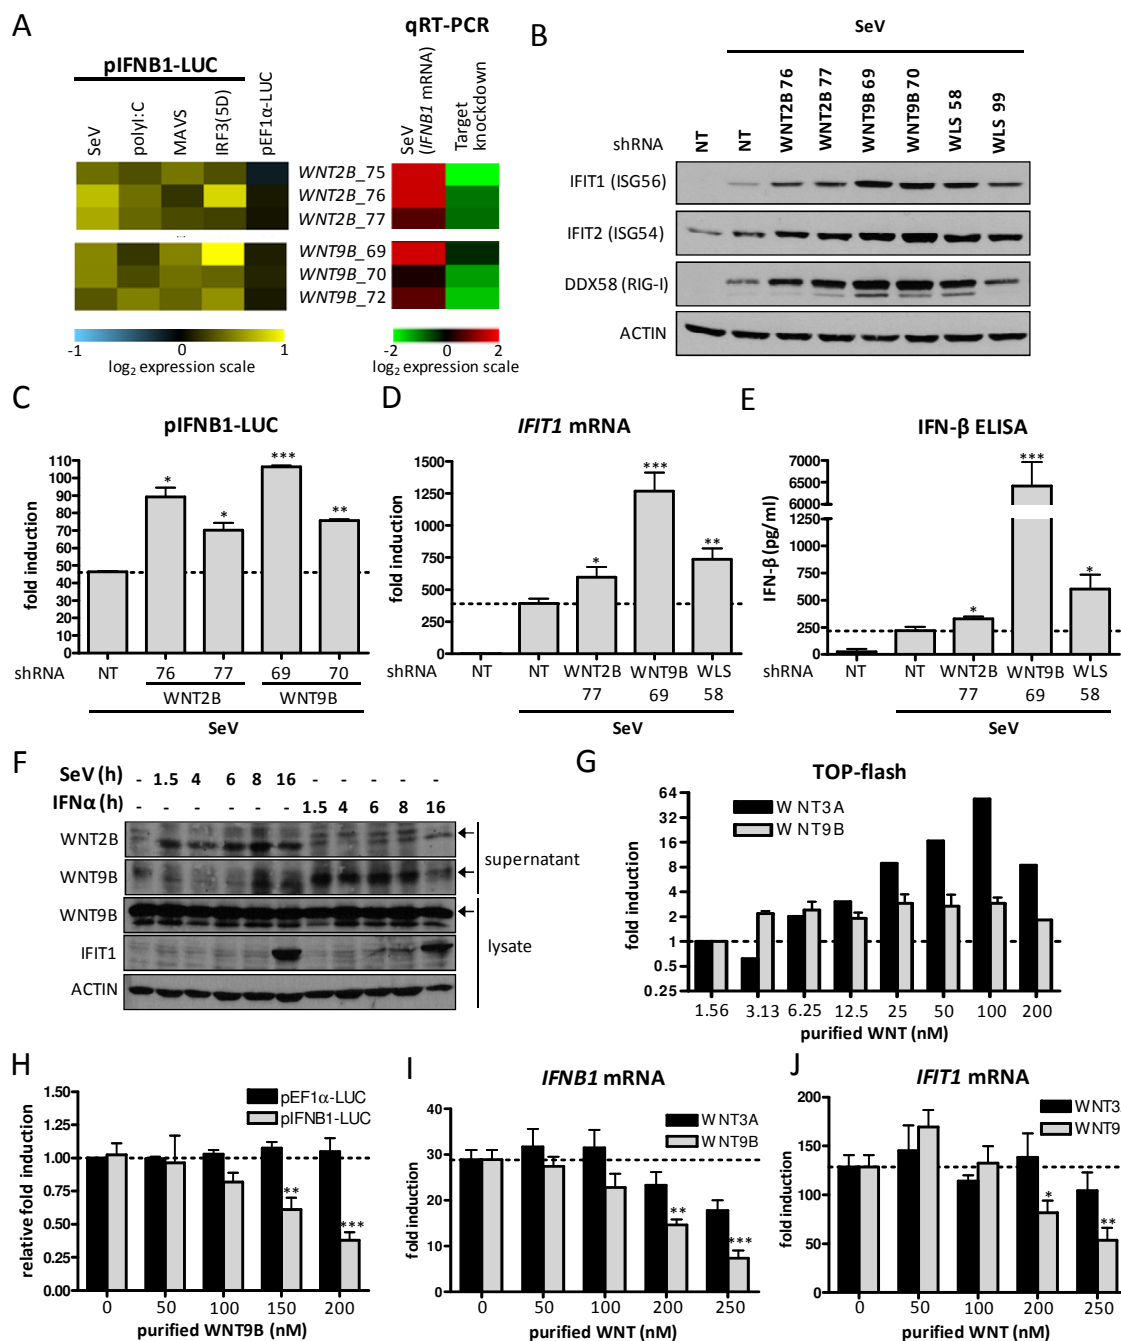 A
qRT-PCR
pIFNB1-LUC
SeV
polyI:C
MAVS
IRF3(5D)
pEF1α-LUC
SeV
(IFNB1 mRNA)
Target
knockdown
WNT2B_75
WNT2B_76
WNT2B_77
WNT9B_69
WNT9B_70
WNT9B_72
-1 0 1
log2 expression scale
-2 0 2
log2 expression scale
B
SeV
shRNA NT NT WNT2B 76 WNT2B 77 WNT9B 69 WNT9B 70 WLS 58 WLS 99
IFIT1 (ISG56)
IFIT2 (ISG54)
DDX58 (RIG-I)
ACTIN
C
pIFNB1-LUC
fold induction
110
100
90
80
70
60
50
40
30
20
10
0
* * *** **
shRNA NT 76 77 69 70
WNT2B WNT9B
SeV
D
IFIT1 mRNA
fold induction
1500
1250
1000
750
500
250
0
* *** **
shRNA NT NT WNT2B WNT9B WLS
77 69 58
SeV
E
IFN-β ELISA
IFN-β (pg/ml)
7000
6500
6000
1250
1000
750
500
250
0
* *** *
shRNA NT NT WNT2B WNT9B WLS
77 69 58
SeV
F
SeV (h) - 1.5 4 6 8 16 - - - - - -
IFNα (h) - - - - - - 1.5 4 6 8 16
WNT2B
WNT9B
supernatant
WNT9B
IFIT1
ACTIN
lysate
G
TOP-flash
WNT3A
WNT9B
fold induction
64
32
16
8
4
2
1
0.5
0.25
1.56 3.13 6.25 12.5 25 50 100 200
purified WNT (nM)
H
pEF1α-LUC
pIFNB1-LUC
relative fold induction
1.50
1.25
1.00
0.75
0.50
0.25
0.00
** ***
0 50 100 150 200
purified WNT9B (nM)
I
IFNB1 mRNA
WNT3A
WNT9B
fold induction
40
30
20
10
0
** ***
0 50 100 200 250
purified WNT (nM)
J
IFIT1 mRNA
WNT3A
WNT9
fold induction
200
150
100
50
0
* **
0 50 100 200 250
purified WNT (nM)